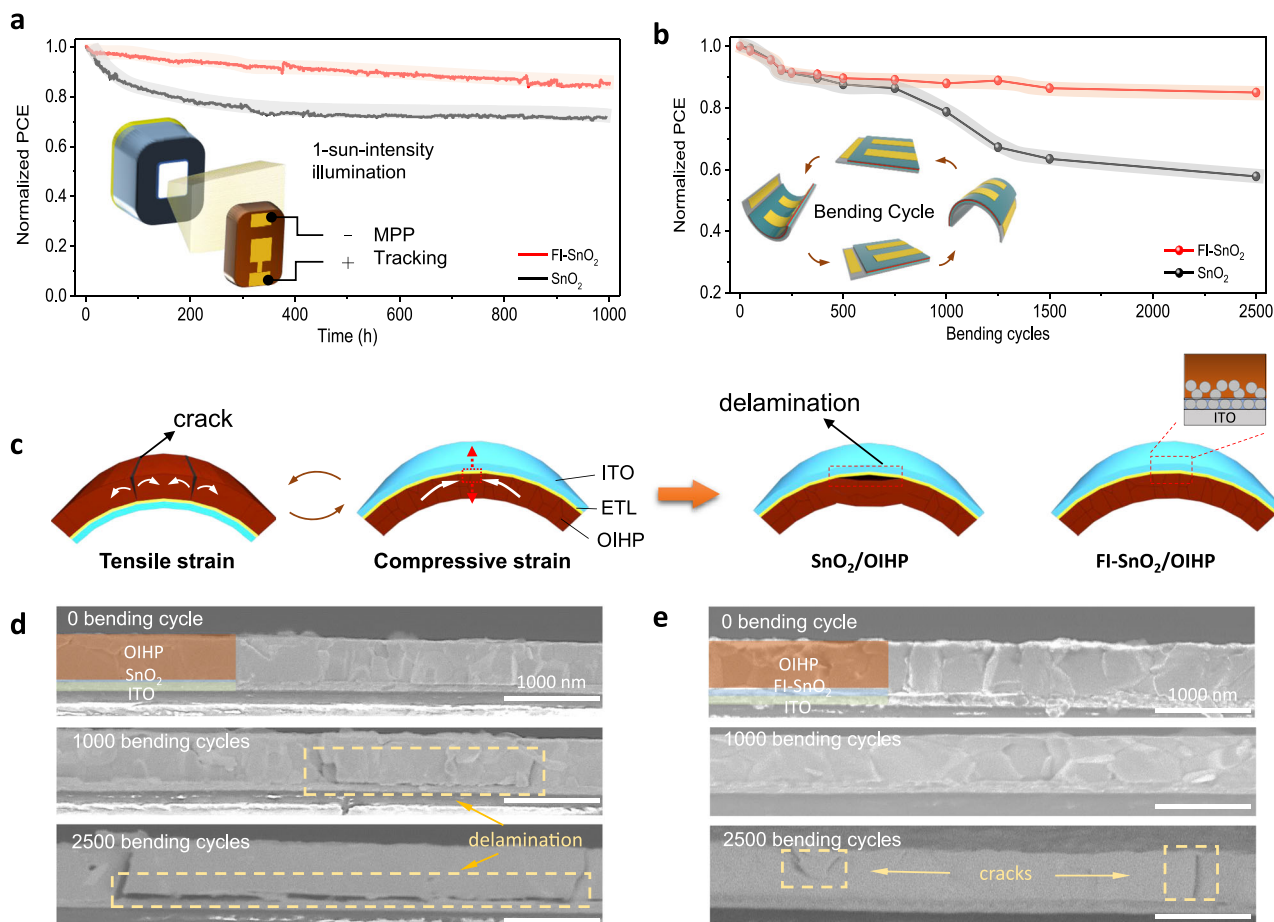 a
1.0
0.8
0.6
0.4
0.2
0.0
Normalized PCE
1-sun-intensity
illumination
− MPP
+ Tracking
FI-SnO₂
SnO₂
0
200
400
600
800
1000
Time (h)
b
1.0
0.8
0.6
0.4
0.2
Normalized PCE
Bending Cycle
FI-SnO₂
SnO₂
0
500
1000
1500
2000
2500
Bending cycles
c
crack
Tensile strain
ITO
ETL
OIHP
Compressive strain
delamination
SnO₂/OIHP
ITO
FI-SnO₂/OIHP
d
0 bending cycle
OIHP
SnO₂
ITO
1000 nm
1000 bending cycles
2500 bending cycles
delamination
e
0 bending cycle
OIHP
FI-SnO₂
ITO
1000 nm
1000 bending cycles
2500 bending cycles
cracks